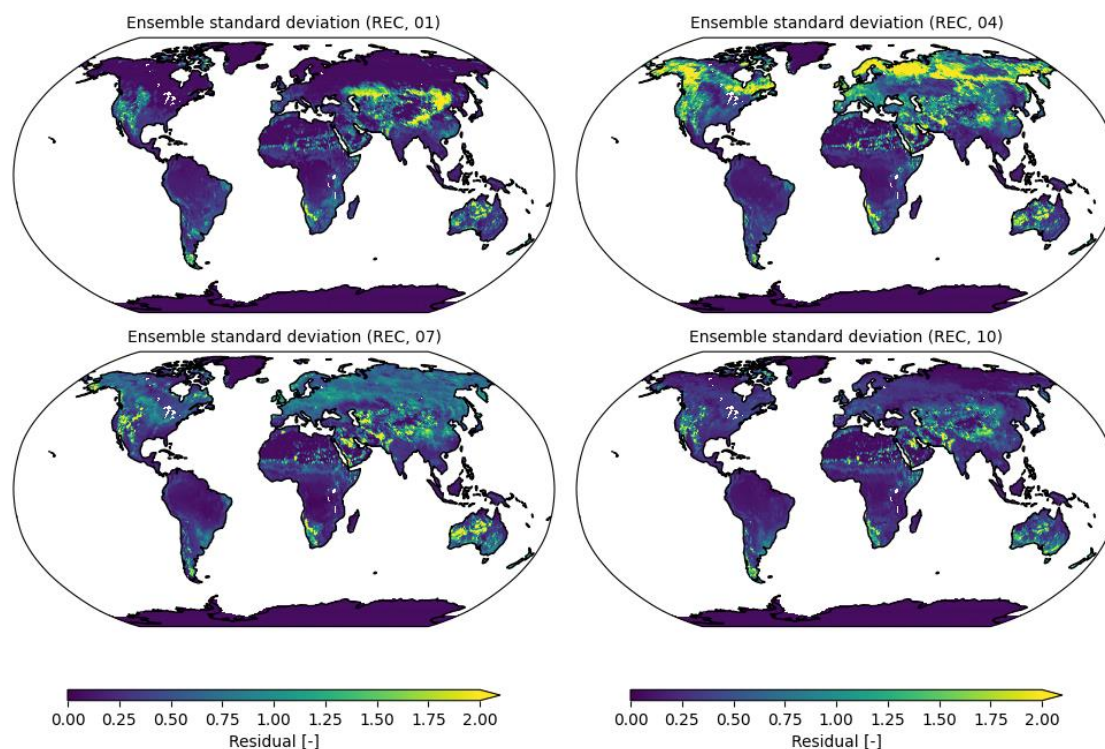 Ensemble standard deviation (REC, 01)
Ensemble standard deviation (REC, 04)
Ensemble standard deviation (REC, 07)
Ensemble standard deviation (REC, 10)
0.00 0.25 0.50 0.75 1.00 1.25 1.50 1.75 2.00
Residual [-]
0.00 0.25 0.50 0.75 1.00 1.25 1.50 1.75 2.00
Residual [-]